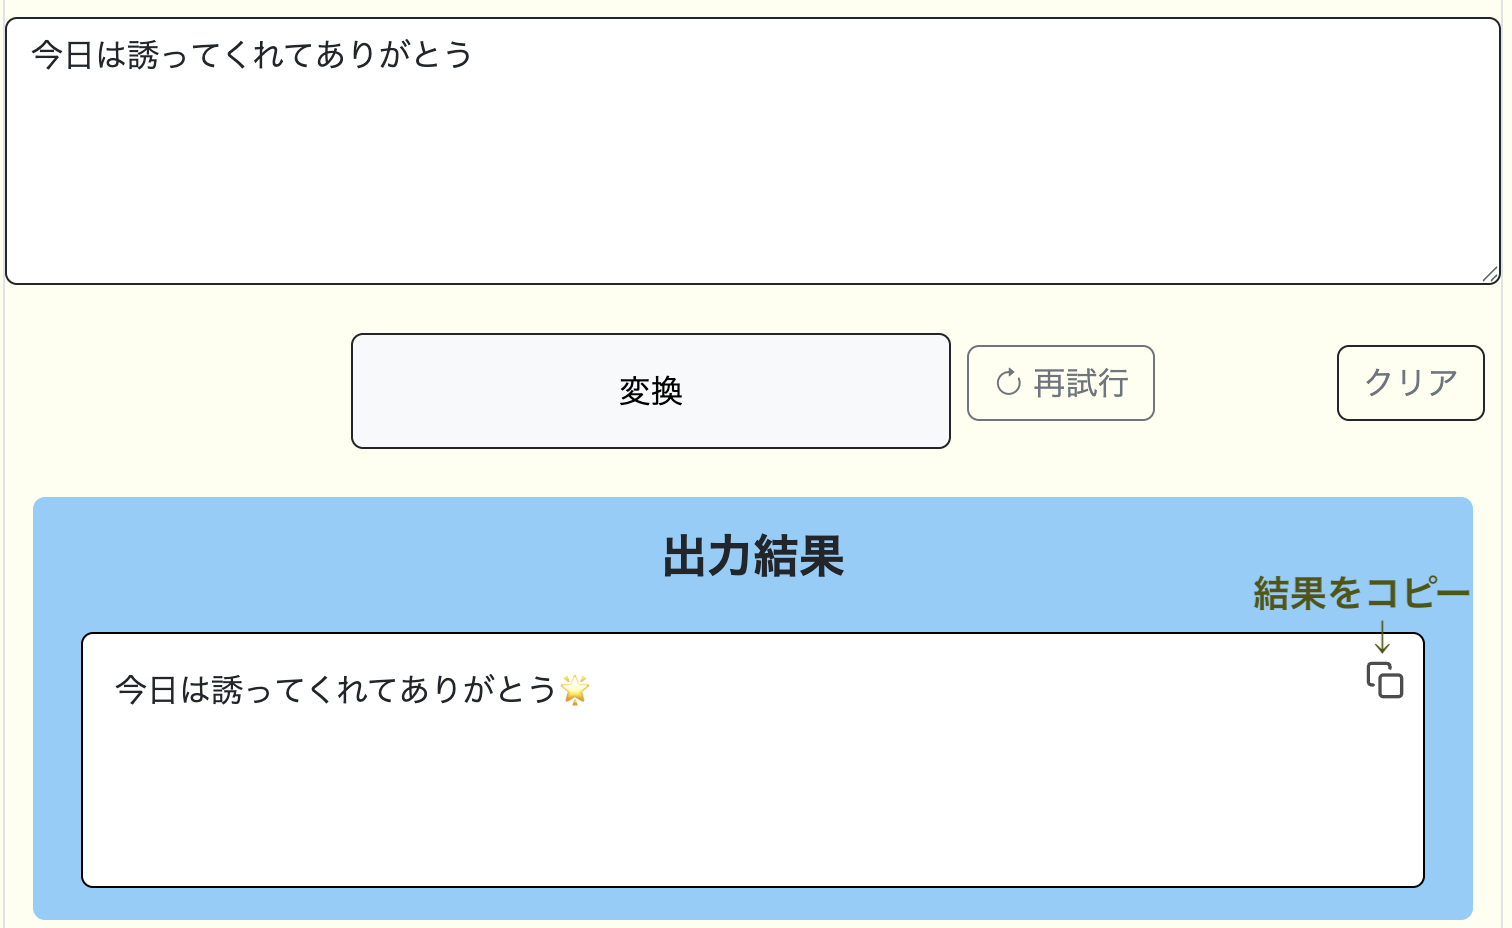 今日は誘ってくれてありがとう
変換
再試行
クリア
出力結果
結果をコピー
↓
今日は誘ってくれてありがとう🌟